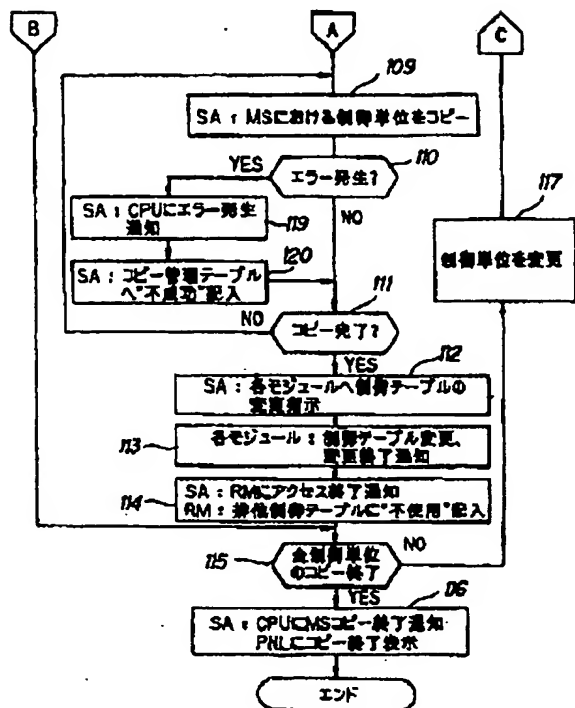 B
A
C
109
SA：MSにおける制御単位をコピー
110
エラー発生?
YES
NO
SA：CPUにエラー発生
通知
119
SA：コピー管理テーブル
へ"不成功"記入
120
111
コピー完了?
NO
YES
117
制御単位を変更
112
SA：各モジュールへ制御テーブルの
変更指示
113
各モジュール：制御テーブル変更、
変更終了通知
114
SA：RMにアクセス終了通知
RM：排他制御テーブルに"不使用"記入
115
全制御単位
のコピー終了
NO
YES
116
SA：CPUにMSコピー終了通知
PNLにコピー終了表示
エンド